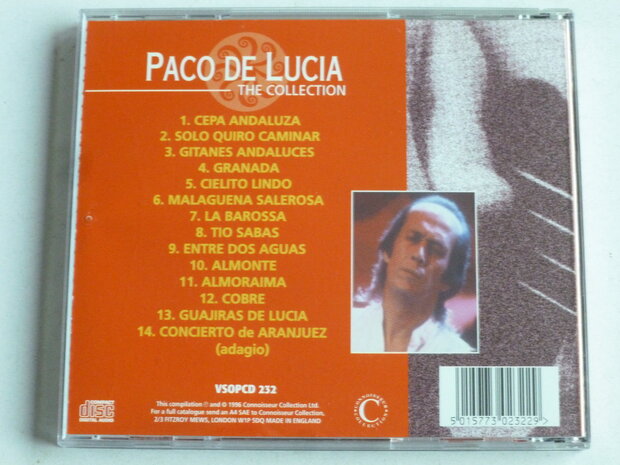 PACO DE LUCIA
THE COLLECTION
1. CEPA ANDALUZA
2. SOLO QUIRO CAMINAR
3. GITANES ANDALUCES
4. GRANADA
5. CIELITO LINDO
6. MALAGUENA SALEROSA
7. LA BAROSSA
8. TIO SABAS
9. ENTRE DOS AGUAS
10. ALMONTE
11. ALMORAIMA
12. COBRE
13. GUAJIRAS DE LUCIA
14. CONCIERTO de ARANJUEZ
(adagio)
VSOPCD 232
This compilation ℗ and © 1996 Connoisseur Collection Ltd.
For a full catalogue send an A4 SAE to Connoisseur Collection,
2/3 FITZROY MEWS, LONDON W1P 5DQ MADE IN ENGLAND
COMPACT
disc
DIGITAL AUDIO
CONNOISSEUR
C
COLLECTION
5 015773 023229 >